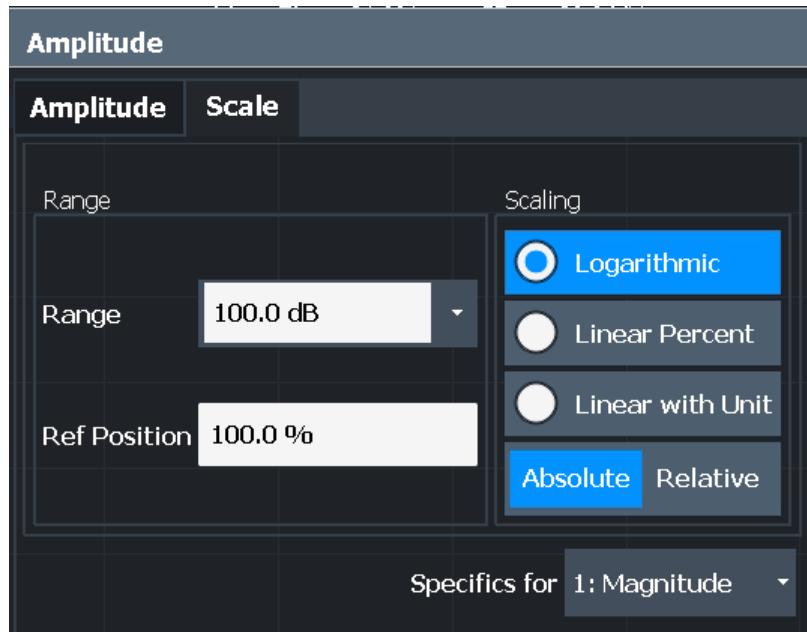 Amplitude
Amplitude Scale
Range
Range 100.0 dB
Ref Position 100.0 %
Scaling
Logarithmic
Linear Percent
Linear with Unit
Absolute Relative
Specifics for 1: Magnitude